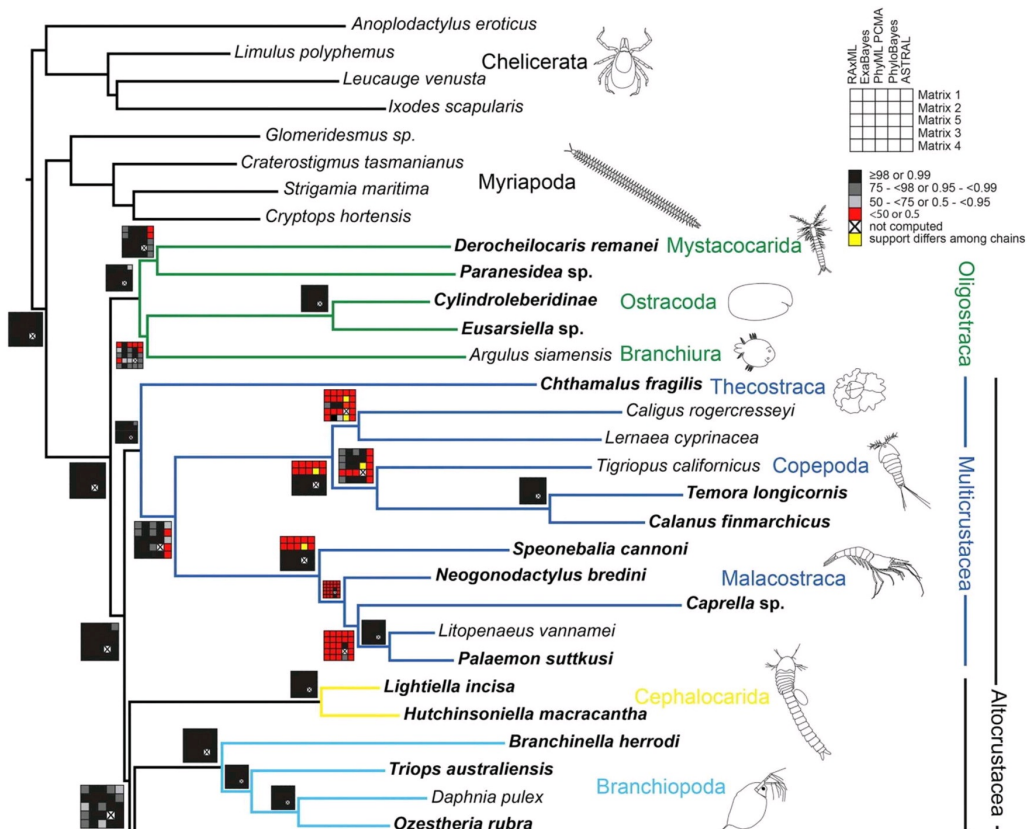 Anoplodactylus eroticus
Limulus polyphemus
Chelicerata
Leucauge venusta
Ixodes scapularis
RAxML
ExaBayes
PhyML PCMA
PhyloBayes
ASTRAL
Matrix 1
Matrix 2
Matrix 5
Matrix 3
Matrix 4
Glomeridesmus sp.
Craterostigmus tasmanianus
Myriapoda
Strigamia maritima
Cryptops hortensis
≥98 or 0.99
75 - <98 or 0.95 - <0.99
50 - <75 or 0.5 - <0.95
<50 or 0.5
not computed
support differs among chains
Derocheilocaris remanei Mystacocarida
Paranesidea sp.
Cylindroleberidinae Ostracoda
Eusarsiella sp.
Argulus siamensis Branchiura
Oligostraca
Chthamalus fragilis Thecostraca
Caligus rogercresseyi
Lernaea cyprinacea
Tigriopus californicus Copepoda
Temora longicornis
Calanus finmarchicus
Multicrustacea
Speonebalia cannoni
Neogonodactylus bredini Malacostraca
Caprella sp.
Litopenaeus vannamei
Palaemon suttkusi
Lightiella incisa Cephalocarida
Hutchinsoniella macracantha
Altocrustacea -
Branchinella herrodi
Triops australiensis
Branchiopoda
Daphnia pulex
Ozestheria rubra